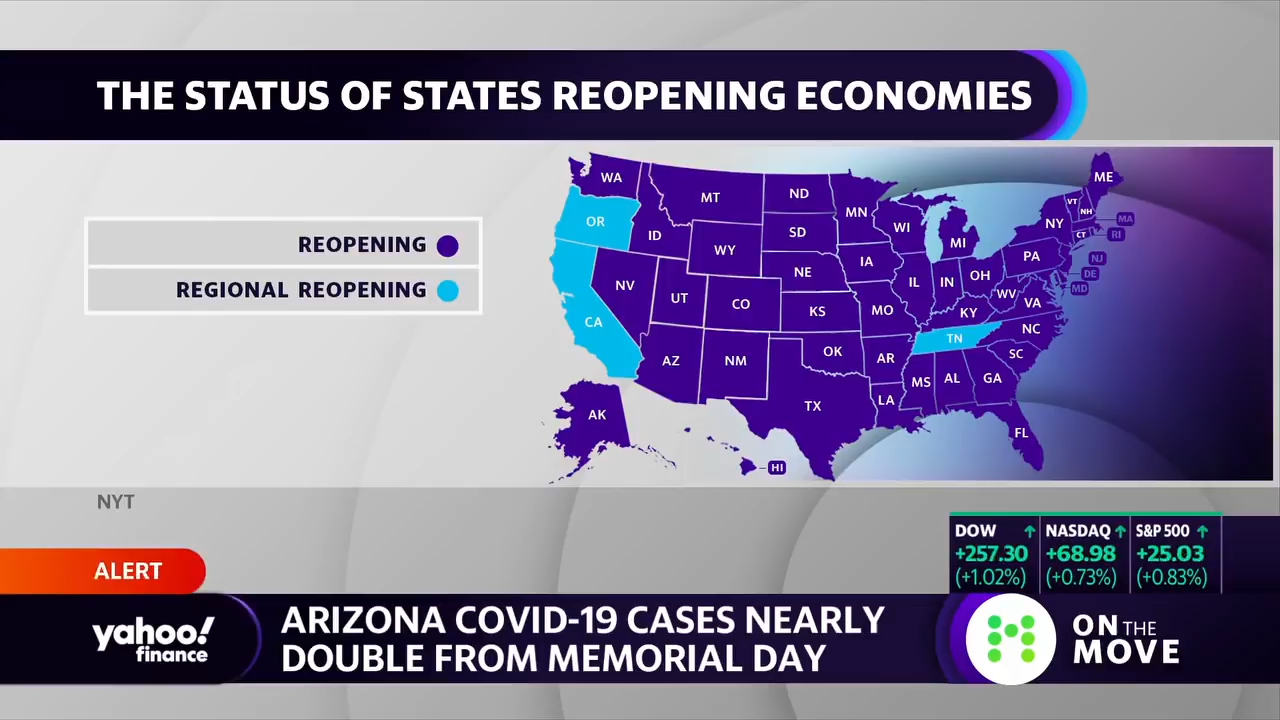 THE STATUS OF STATES REOPENING ECONOMIES
REOPENING
REGIONAL REOPENING
WA
OR
CA
ID
NV
MT
WY
UT
AZ
CO
NM
ND
SD
NE
KS
OK
TX
MN
IA
MO
AR
LA
WI
IL
MI
IN
OH
KY
TN
MS
AL
GA
FL
SC
NC
VA
WV
PA
NY
VT
NH
ME
MA
RI
CT
NJ
DE
MD
AK
HI
NYT
DOW
+257.30
(+1.02%)
NASDAQ
+68.98
(+0.73%)
S&P 500
+25.03
(+0.83%)
ALERT
yahoo!
finance
ARIZONA COVID-19 CASES NEARLY
DOUBLE FROM MEMORIAL DAY
ON THE
MOVE